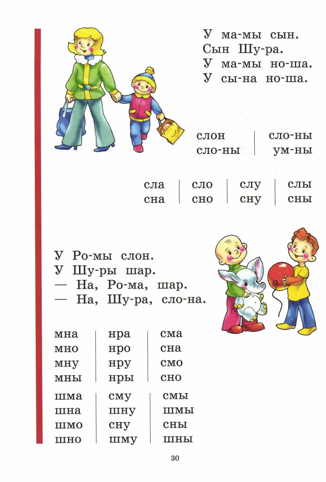 У ма-мы сын.
Сын Шу-ра.
У ма-мы но-ша.
У сы-на но-ша.
слон сло-ны
сло-ны ум-ны
сла сло слу слы
сна сно сну сны
У Ро-мы слон.
У Шу-ры шар.
— На, Ро-ма, шар.
— На, Шу-ра, сло-на.
мна нра сма
мно нро сна
мну нру смо
мны нры сно
шма сму смы
шна шну шмы
шмо сну сны
шно шму шны
30